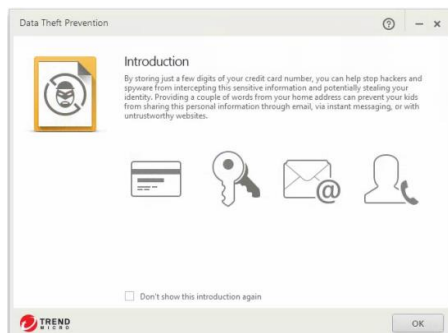 Data Theft Prevention
Introduction
By storing just a few digits of your credit card number, you can help stop hackers and
spyware from intercepting this sensitive information and potentially stealing your
identity. Providing a couple of words from your home address can prevent your kids
from sharing this personal information through email, via instant messaging, or with
untrustworthy websites.
@
Don't show this introduction again
TREND
MICRO
OK